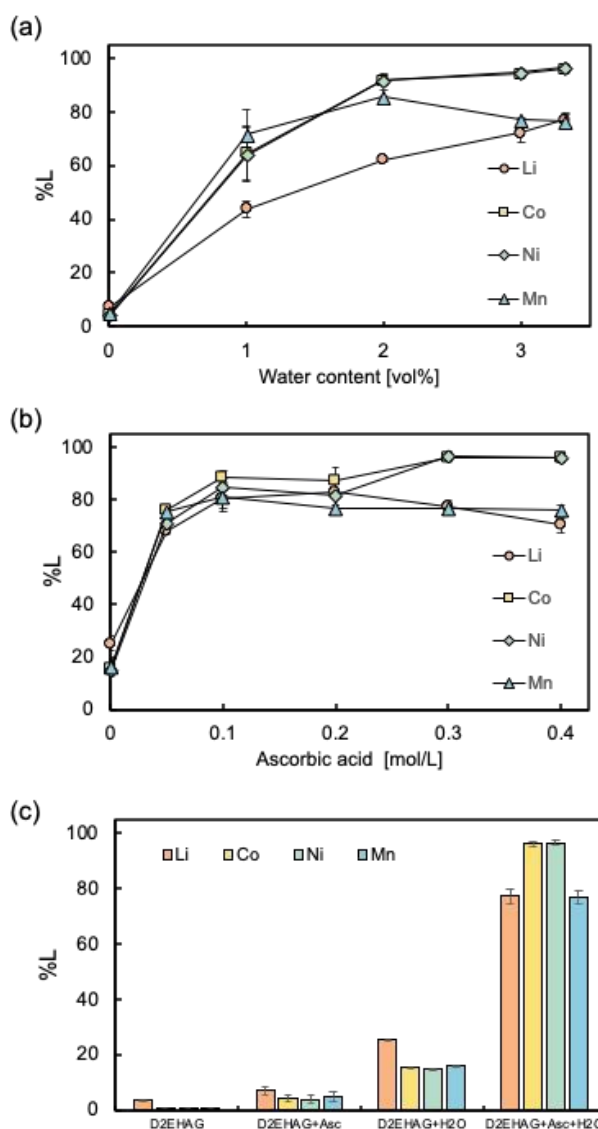 (a)
100
80
60
40
20
0
%L
Li
Co
Ni
Mn
0 1 2 3
Water content [vol%]
(b)
100
80
60
40
20
0
%L
Li
Co
Ni
Mn
0 0.1 0.2 0.3 0.4
Ascorbic acid [mol/L]
(c)
100
80
60
40
20
0
%L
Li Co Ni Mn
D2EHAG D2EHAG+Asc D2EHAG+H2O D2EHAG+Asc+H2O